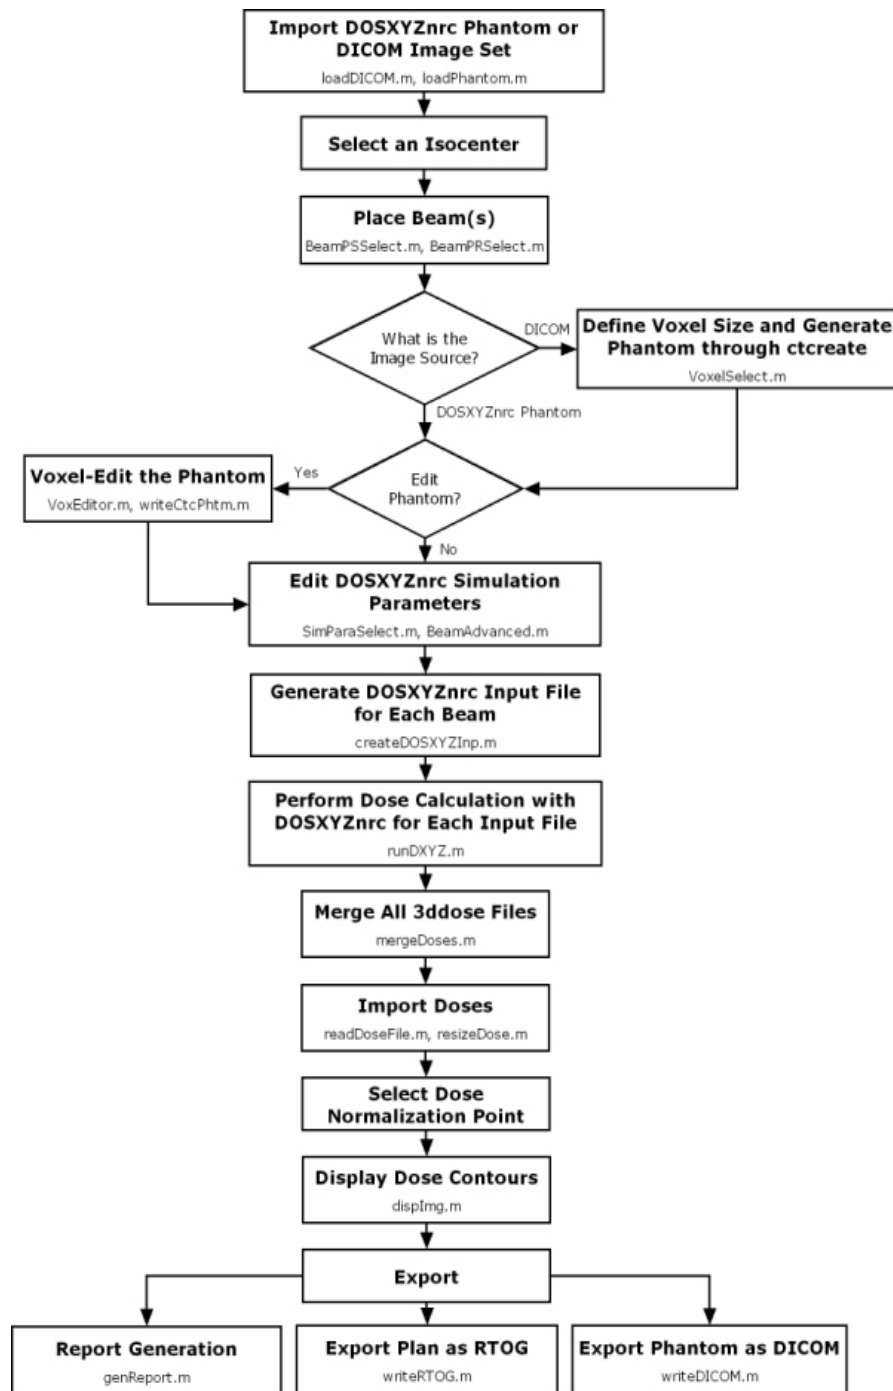 Import DOSXYZnrc Phantom or
DICOM Image Set
loadDICOM.m, loadPhantom.m
Select an Isocenter
Place Beam(s)
BeamPSSelect.m, BeamPRSelect.m
What is the
Image Source?
DICOM
Define Voxel Size and Generate
Phantom through ctcreate
VoxelSelect.m
DOSXYZnrc Phantom
Edit
Phantom?
Yes
Voxel-Edit the Phantom
VoxEditor.m, writeCtcPhtm.m
No
Edit DOSXYZnrc Simulation
Parameters
SimParaSelect.m, BeamAdvanced.m
Generate DOSXYZnrc Input File
for Each Beam
createDOSXYZInp.m
Perform Dose Calculation with
DOSXYZnrc for Each Input File
runDXYZ.m
Merge All 3ddose Files
mergeDoses.m
Import Doses
readDoseFile.m, resizeDose.m
Select Dose
Normalization Point
Display Dose Contours
dispImg.m
Export
Report Generation
genReport.m
Export Plan as RTOG
writeRTOG.m
Export Phantom as DICOM
writeDICOM.m